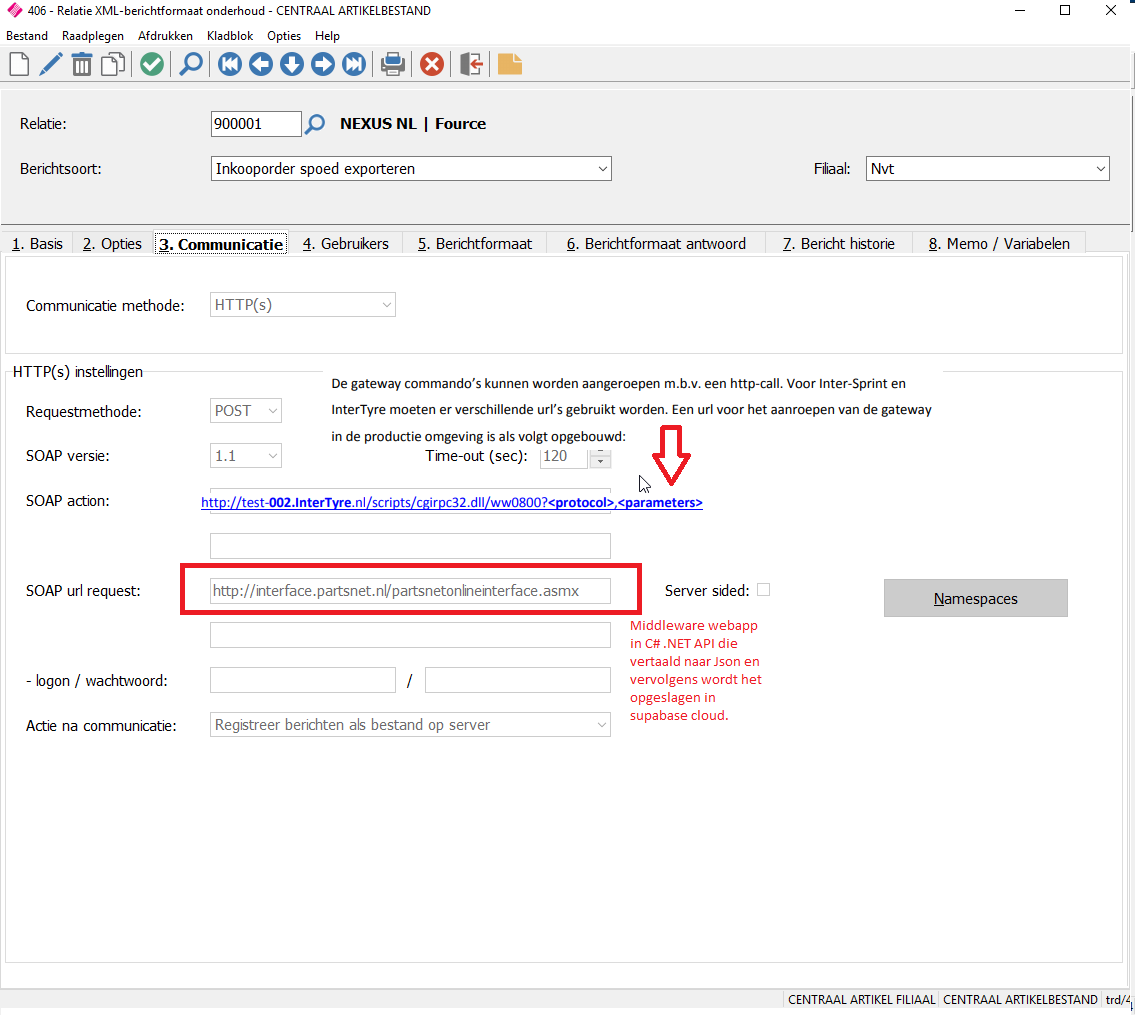 406 - Relatie XML-berichtformaat onderhoud - CENTRAAL ARTIKELBESTAND
Bestand Raadplegen Afdrukken Kladblok Opties Help
Relatie: 900001 NEXUS NL | Fource
Berichtsoort: Inkooporder spoed exporteren Filiaal: Nvt
1. Basis 2. Opties 3. Communicatie 4. Gebruikers 5. Berichtformaat 6. Berichtformaat antwoord 7. Bericht historie 8. Memo / Variabelen
Communicatie methode: HTTP(s)
HTTP(s) instellingen
De gateway commando's kunnen worden aangeroepen m.b.v. een http-call. Voor Inter-Sprint en
InterTyre moeten er verschillende url's gebruikt worden. Een url voor het aanroepen van de gateway
in de productie omgeving is als volgt opgebouwd:
Requestmethode: POST
SOAP versie: 1.1 Time-out (sec): 120
SOAP action: http://test-002.InterTyre.nl/scripts/cgirpc32.dll/ww0800?<protocol>,<parameters>
SOAP url request: http://interface.partsnet.nl/partsnetonlineinterface.asmx Server sided: Namespaces
Middleware webapp
in C# .NET API die
vertaald naar Json en
vervolgens wordt het
opgeslagen in
supabase cloud.
- logon / wachtwoord: /
Actie na communicatie: Registreer berichten als bestand op server
CENTRAAL ARTIKEL FILIAAL CENTRAAL ARTIKELBESTAND trd/4